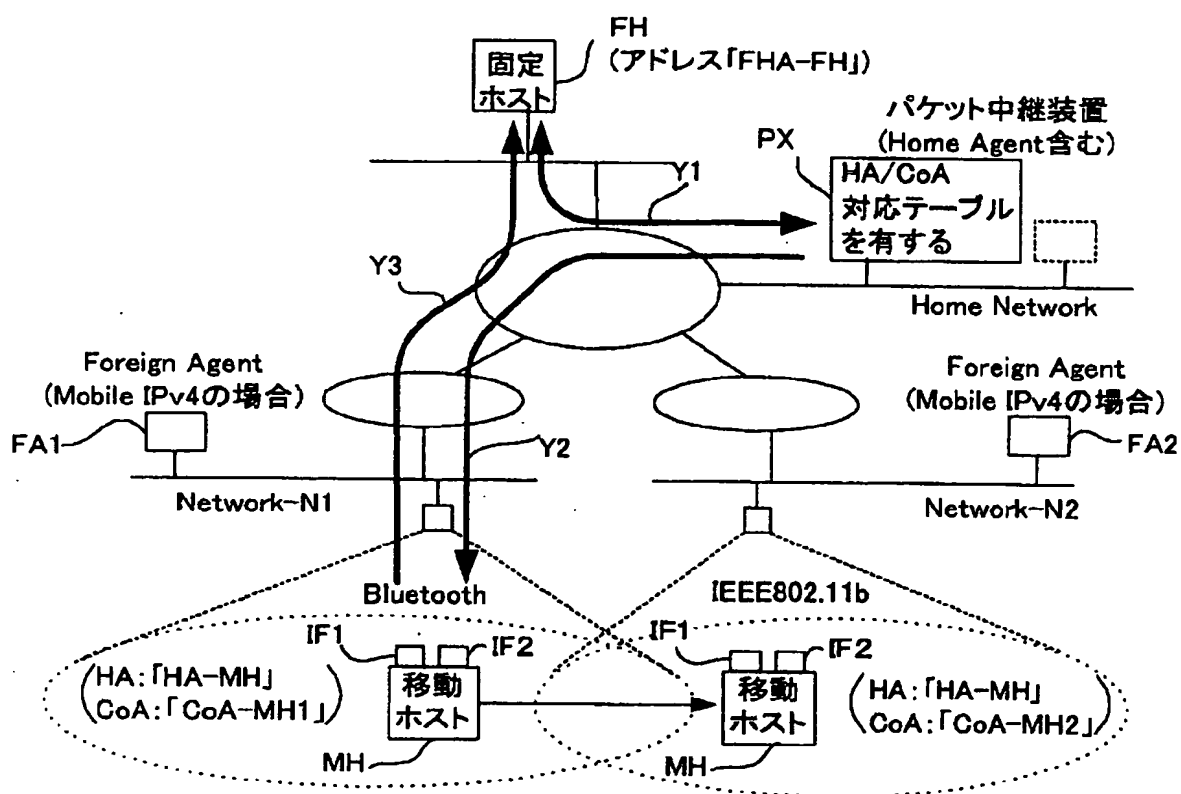 FH
(アドレス「FHA-FH」)
固定
ホスト
パケット中継装置
(Home Agent含む)
PX
HA/CoA
対応テーブル
を有する
Y1
Y3
Home Network
Foreign Agent
(Mobile IPv4の場合)
FA1
Y2
Foreign Agent
(Mobile IPv4の場合)
FA2
Network-N1
Network-N2
Bluetooth
IEEE802.11b
IF1
IF2
IF1
IF2
HA:「HA-MH」
CoA:「CoA-MH1」
移動
ホスト
移動
ホスト
HA:「HA-MH」
CoA:「CoA-MH2」
MH
MH